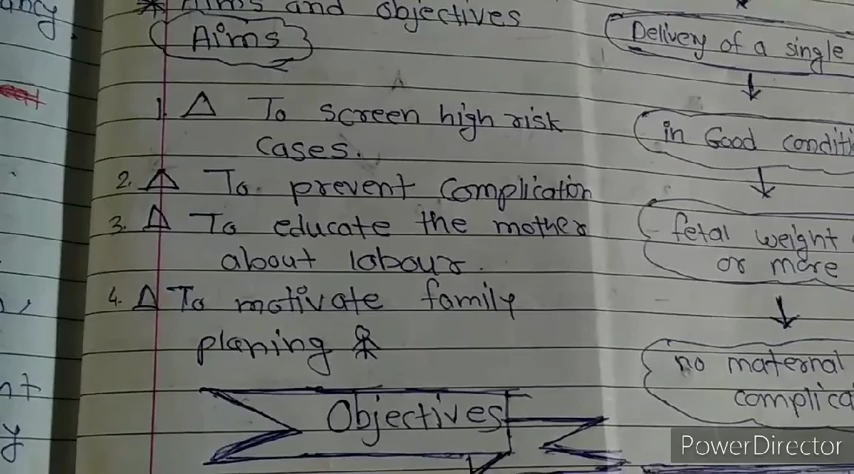 ancy.
* Aims and objectives
Aims
1. To screen high risk
cases.
2. To prevent complication
3. To educate the mother
about labour.
4. To motivate family
planing
Objectives
Delivery of a single
in Good conditi
fetal weight
or more
no maternal
complica
PowerDirector